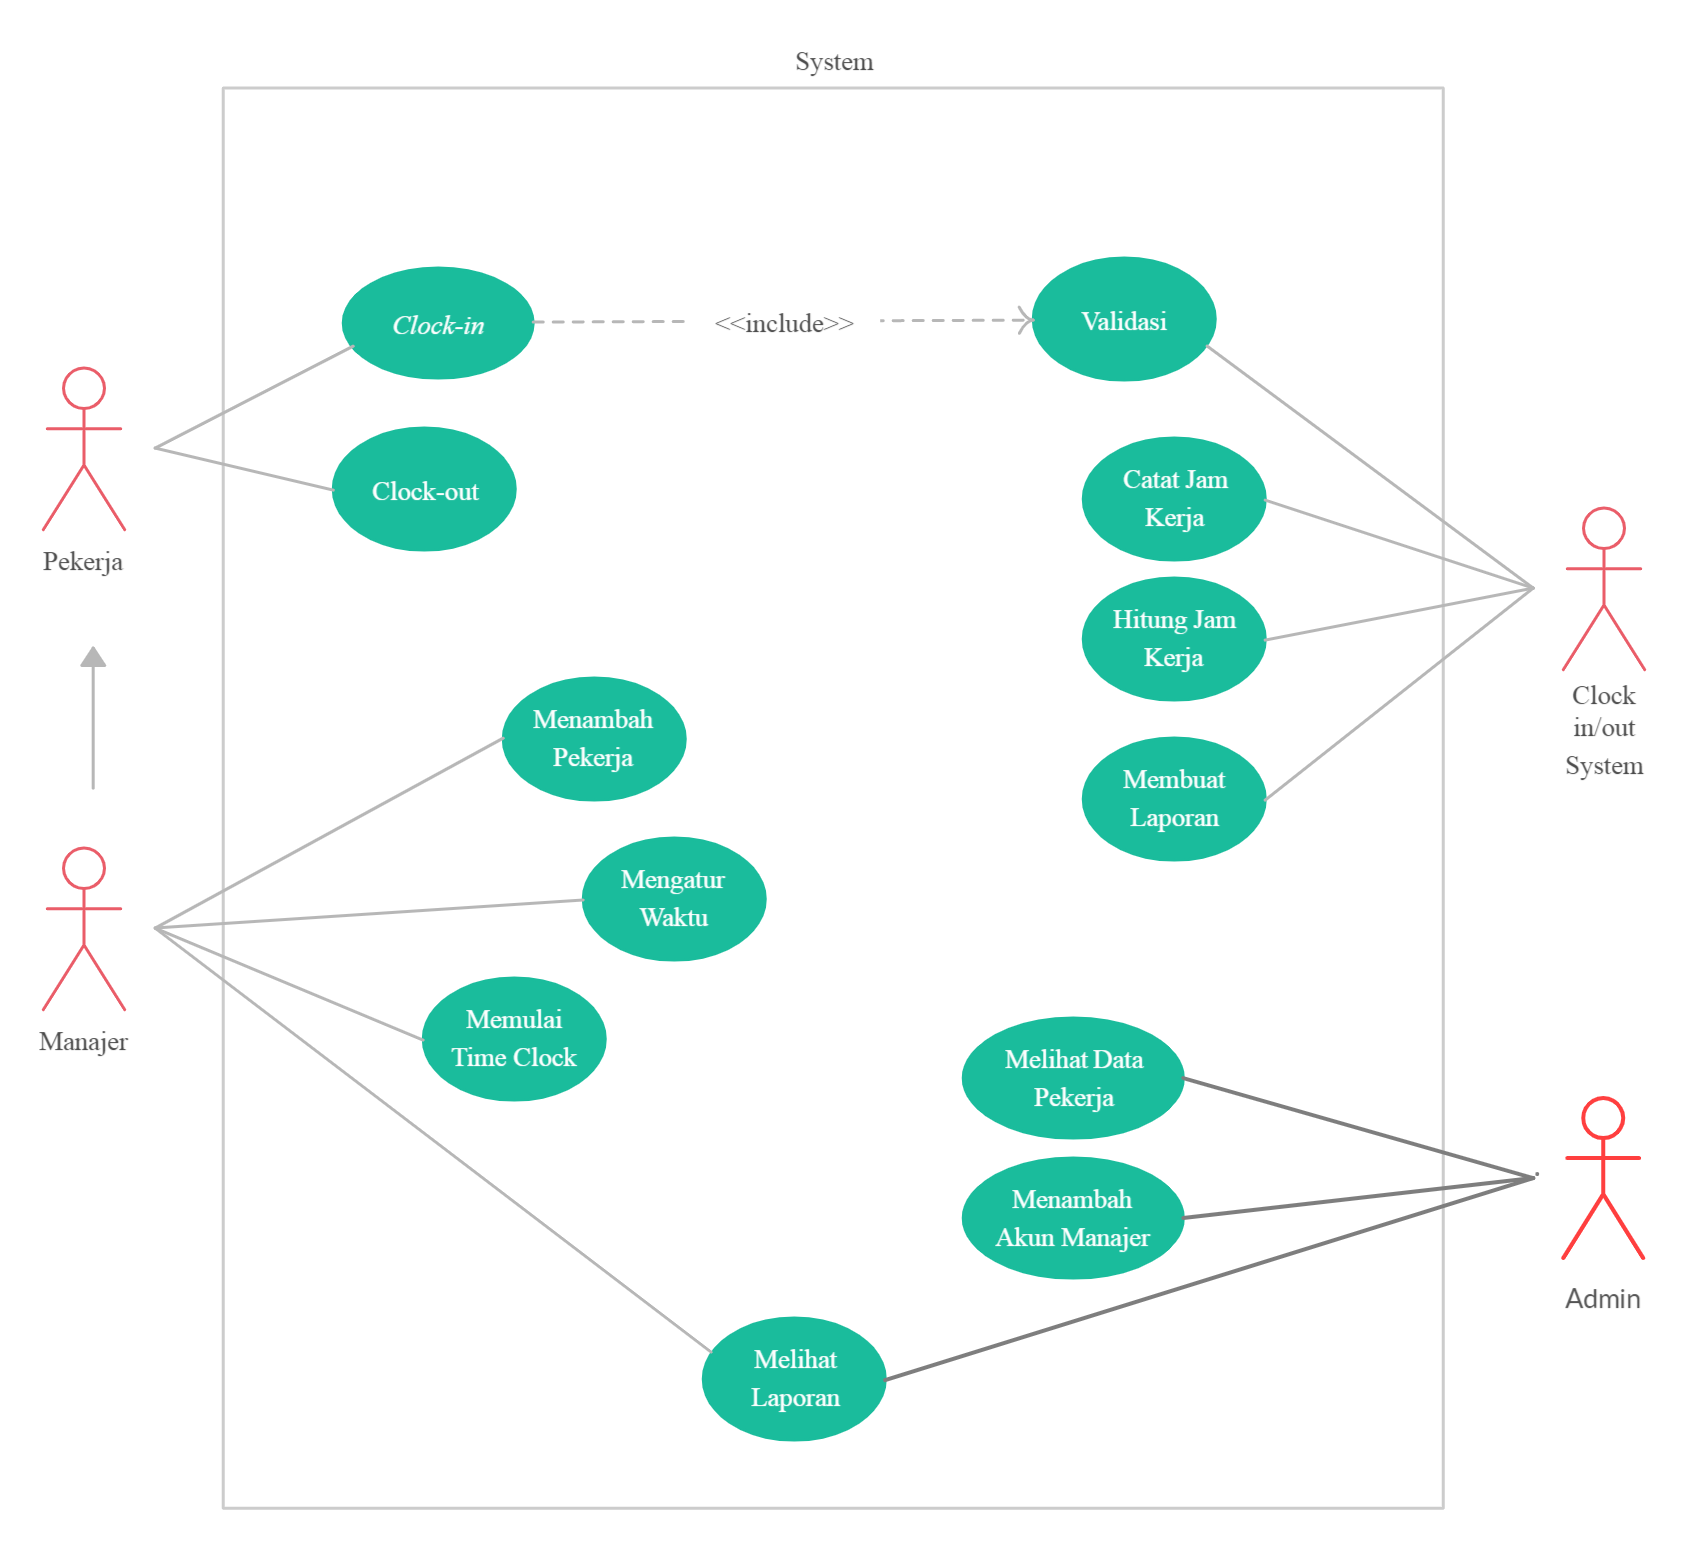 System
Clock-in
<<include>>
Validasi
Clock-out
Catat Jam
Kerja
Pekerja
Hitung Jam
Kerja
Clock
in/out
System
Menambah
Pekerja
Membuat
Laporan
Mengatur
Waktu
Manajer
Memulai
Time Clock
Melihat Data
Pekerja
Menambah
Akun Manajer
Admin
Melihat
Laporan